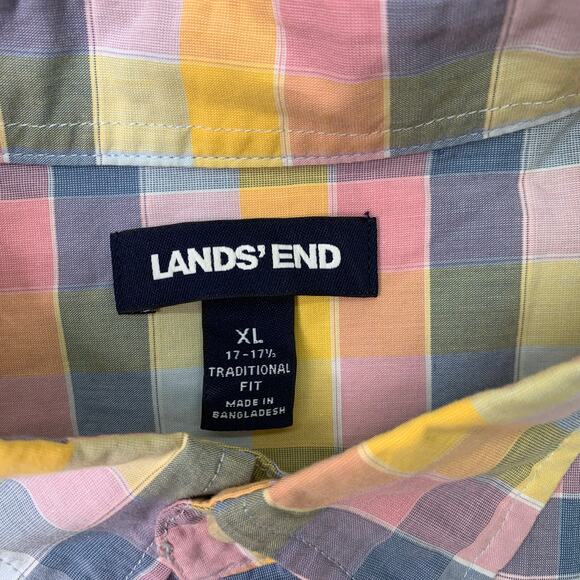 LANDS' END
XL
17-17½
TRADITIONAL
FIT
MADE IN
BANGLADESH